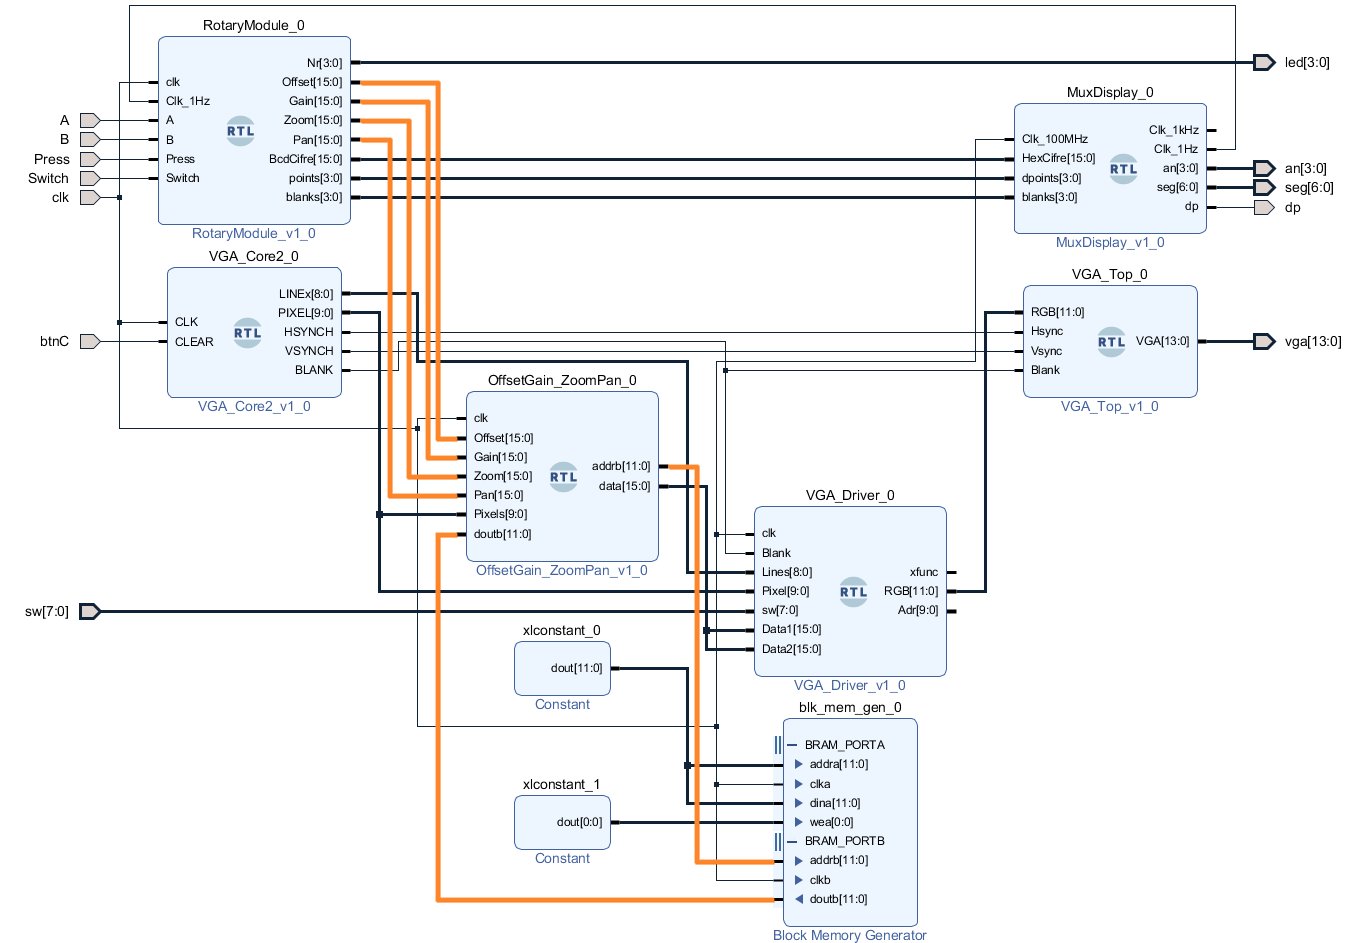 RotaryModule_0
clk
Clk_1Hz
A
B
Press
Switch
RTL
Nr[3:0]
Offset[15:0]
Gain[15:0]
Zoom[15:0]
Pan[15:0]
BcdCifre[15:0]
points[3:0]
blanks[3:0]
RotaryModule_v1_0
A
B
Press
Switch
clk
led[3:0]
MuxDisplay_0
Clk_100MHz
HexCifre[15:0]
dpoints[3:0]
blanks[3:0]
RTL
Clk_1kHz
Clk_1Hz
an[3:0]
seg[6:0]
dp
MuxDisplay_v1_0
an[3:0]
seg[6:0]
dp
VGA_Core2_0
CLK
CLEAR
RTL
LINEx[8:0]
PIXEL[9:0]
HSYNCH
VSYNCH
BLANK
VGA_Core2_v1_0
btnC
VGA_Top_0
RGB[11:0]
Hsync
Vsync
Blank
RTL
VGA[13:0]
VGA_Top_v1_0
vga[13:0]
OffsetGain_ZoomPan_0
clk
Offset[15:0]
Gain[15:0]
Zoom[15:0]
Pan[15:0]
Pixels[9:0]
doutb[11:0]
RTL
addrb[11:0]
data[15:0]
OffsetGain_ZoomPan_v1_0
VGA_Driver_0
clk
Blank
Lines[8:0]
Pixel[9:0]
sw[7:0]
Data1[15:0]
Data2[15:0]
RTL
xfunc
RGB[11:0]
Adr[9:0]
VGA_Driver_v1_0
sw[7:0]
xlconstant_0
dout[11:0]
Constant
xlconstant_1
dout[0:0]
Constant
blk_mem_gen_0
BRAM_PORTA
addra[11:0]
clka
dina[11:0]
wea[0:0]
BRAM_PORTB
addrb[11:0]
clkb
doutb[11:0]
Block Memory Generator